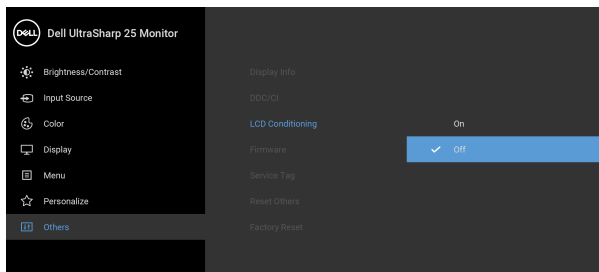 DELL Dell UltraSharp 25 Monitor
Brightness/Contrast
Display Info
Input Source
DDC/CI
Color
LCD Conditioning
On
Display
Firmware
Off
Menu
Service Tag
Personalize
Reset Others
Others
Factory Reset